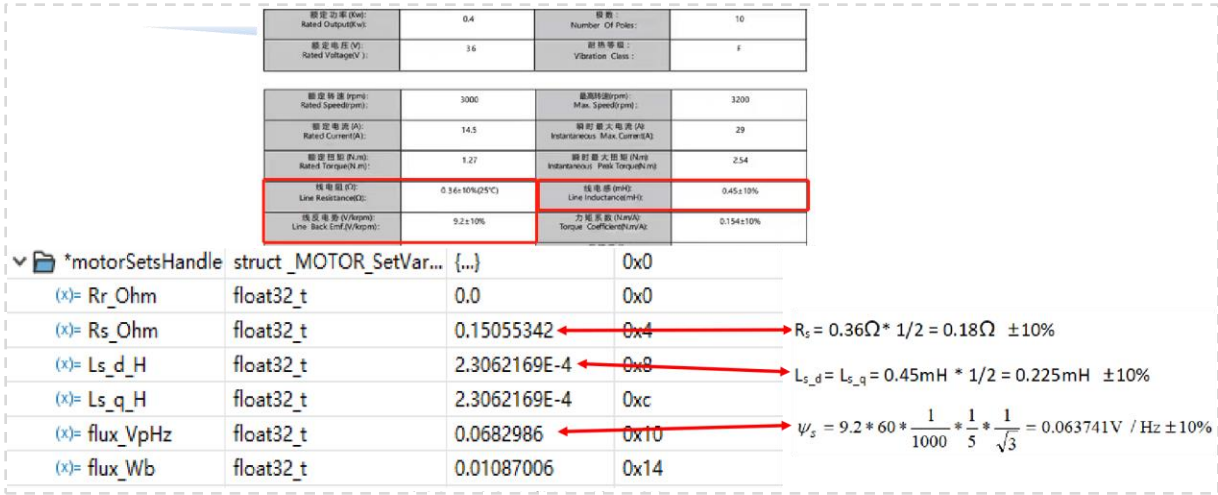 额定功率(Kw): 0.4 极数: 10
Rated Output(Kw): Number Of Poles:
额定电压(V): 36 耐热等级: F
Rated Voltage(V ): Vibration Class :
额定转速(rpm): 3000 最高转速(rpm): 3200
Rated Speed(rpm): Max. Speed(rpm):
额定电流(A): 14.5 瞬时最大电流(A): 29
Rated Current(A): Instantaneous Max. Current(A):
额定扭矩(N.m): 1.27 瞬时最大扭矩(N.m): 2.54
Rated Torque(N.m): Instantaneous Peak Torque(N.m):
线电阻(Ω): 0.36±10%(25℃) 线电感(mH): 0.45±10%
Line Resistance(Ω): Line Inductance(mH):
线反电势(V/krpm): 9.2±10% 力矩系数(N.m/A): 0.154±10%
Line Back Emf.(V/krpm): Torque Coefficient(N.m/A):
*motorSetsHandle struct _MOTOR_SetVar... {...} 0x0
(x)= Rr_Ohm float32_t 0.0 0x0
(x)= Rs_Ohm float32_t 0.15055342 0x4 Rs = 0.36Ω* 1/2 = 0.18Ω ±10%
(x)= Ls_d_H float32_t 2.3062169E-4 0x8 Ls_d = Ls_q = 0.45mH * 1/2 = 0.225mH ±10%
(x)= Ls_q_H float32_t 2.3062169E-4 0xc
(x)= flux_VpHz float32_t 0.0682986 0x10 ψs = 9.2 * 60 * 1/1000 * 1/5 * 1/√3 = 0.063741V / Hz ±10%
(x)= flux_Wb float32_t 0.01087006 0x14